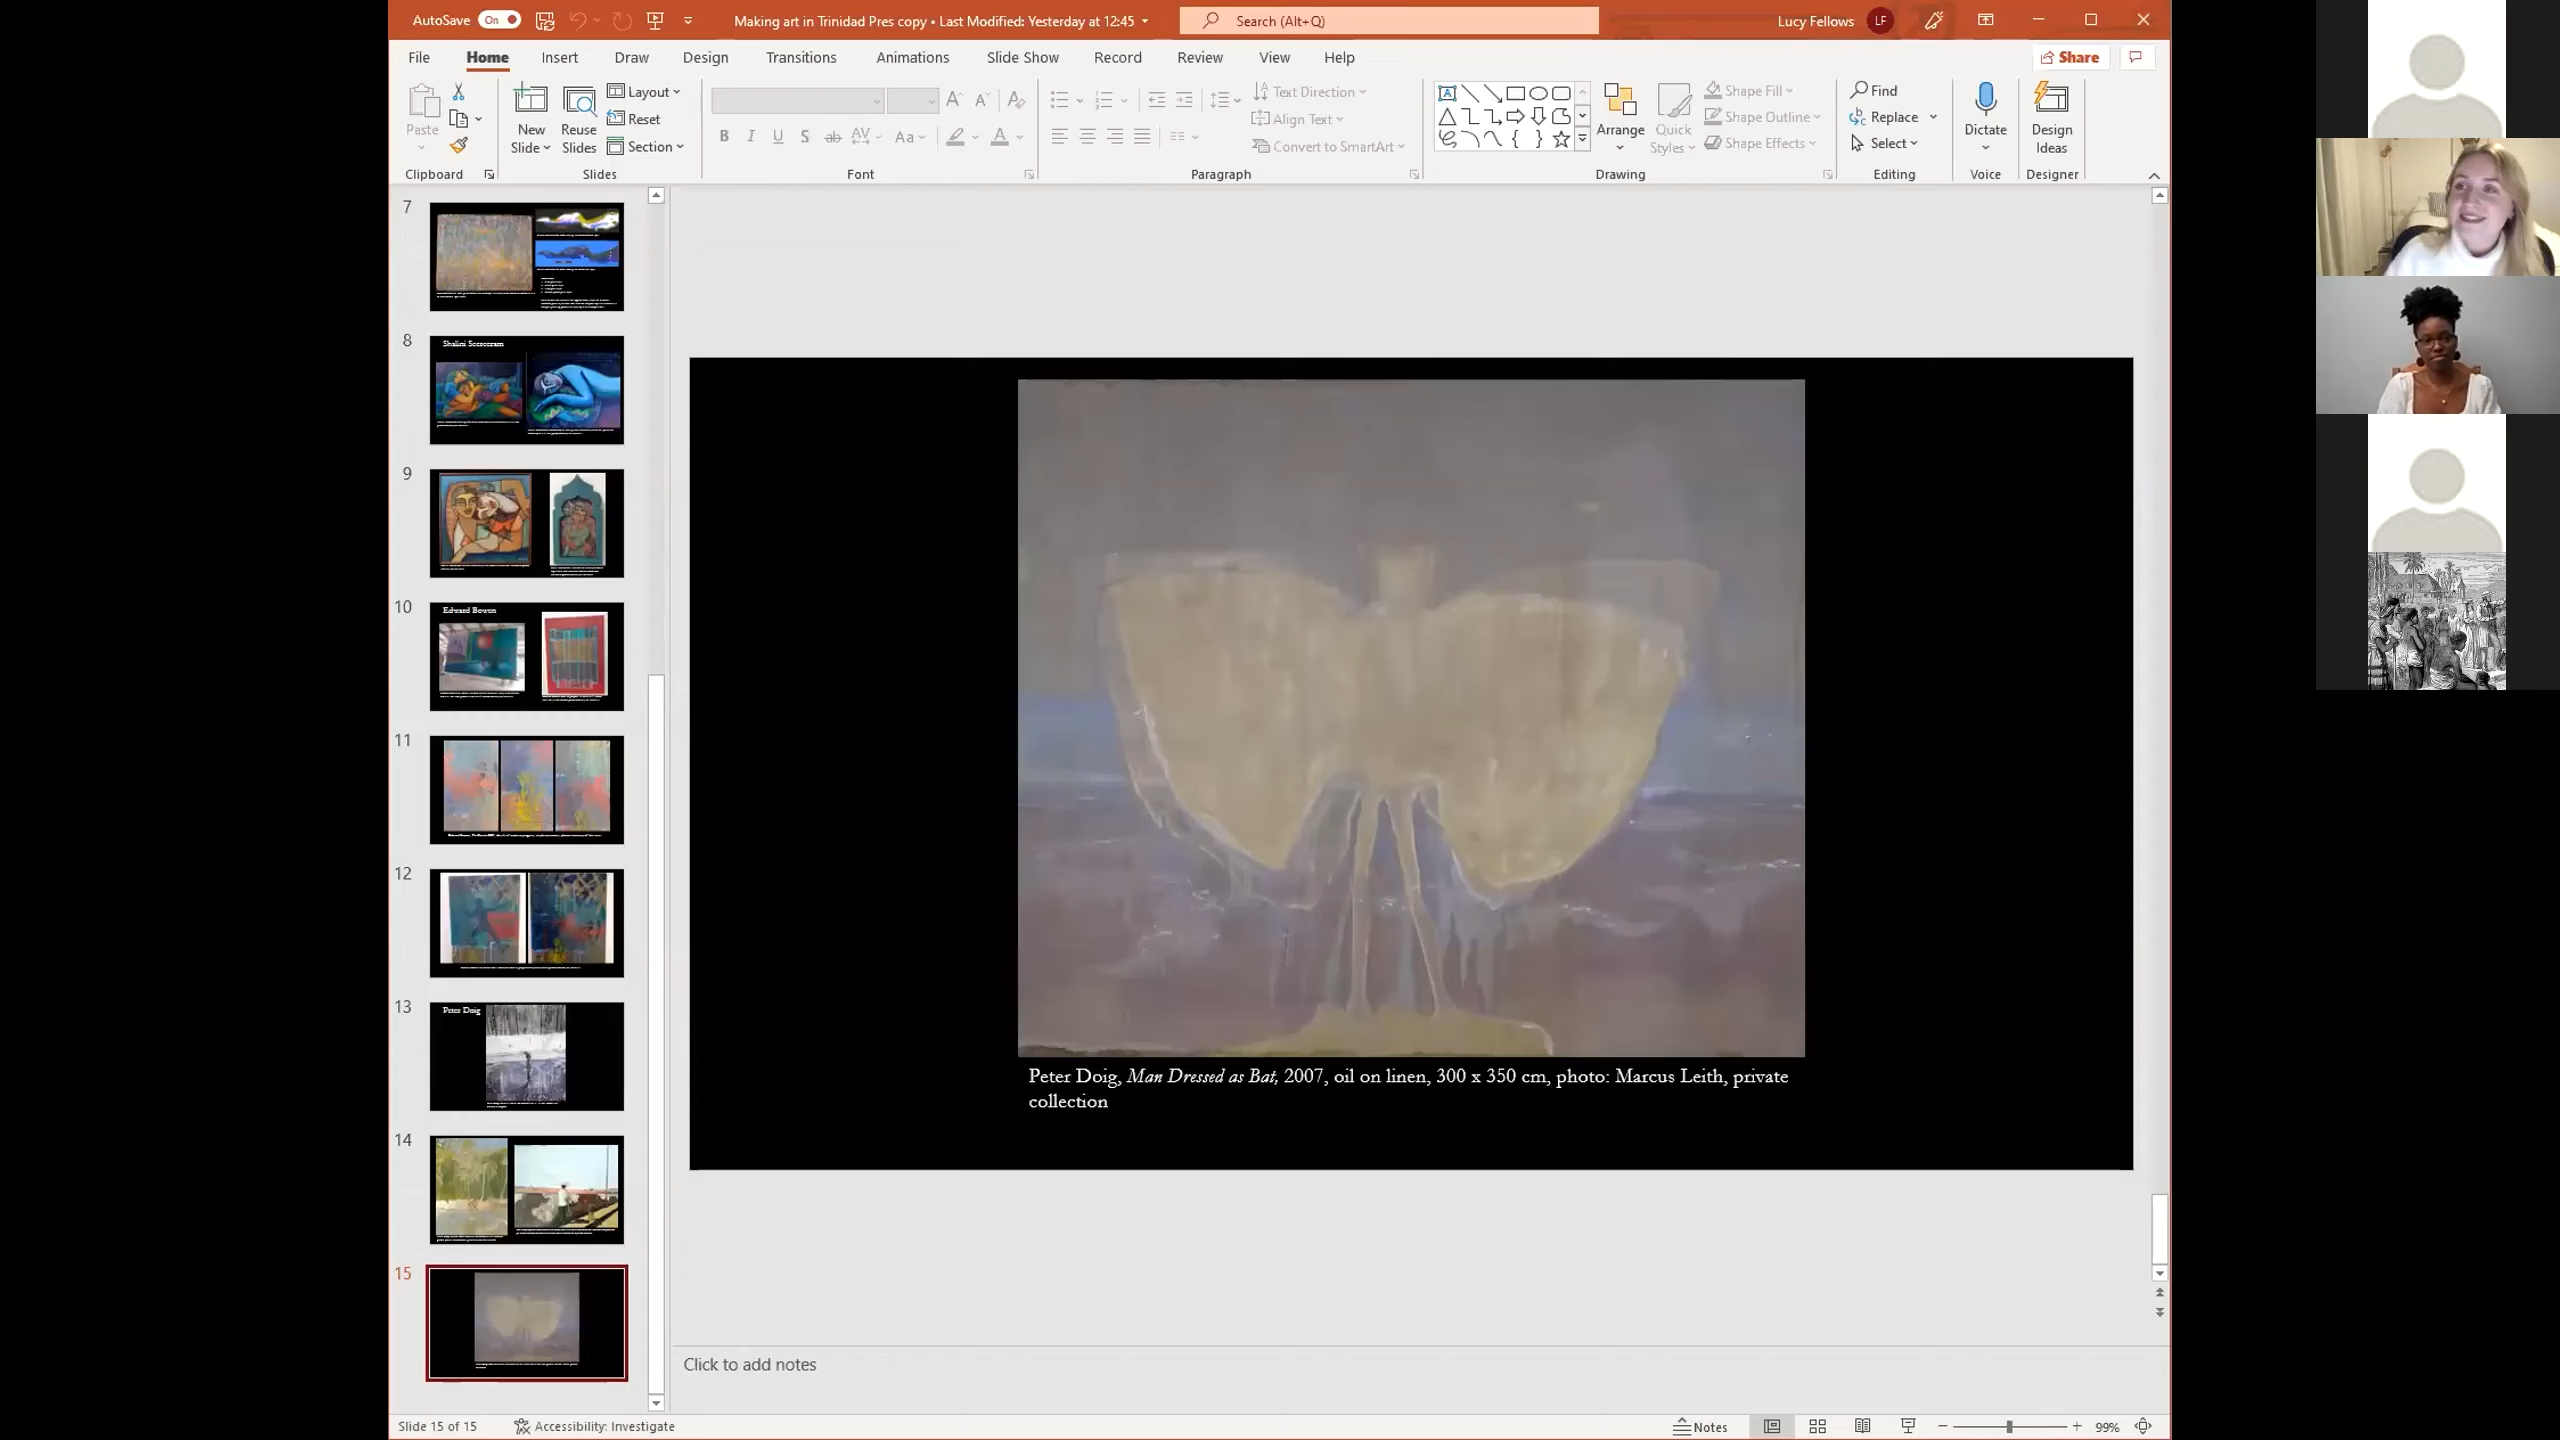 AutoSave On Making art in Trinidad Pres copy • Last Modified: Yesterday at 12:45 Search (Alt+Q) Lucy Fellows LF
File Home Insert Draw Design Transitions Animations Slide Show Record Review View Help Share
Paste
New Slide
Reuse Slides
Layout
Reset
Section
B I U S ab AV Aa A
Text Direction
Align Text
Convert to SmartArt
Arrange
Quick Styles
Shape Fill
Shape Outline
Shape Effects
Find
Replace
Select
Dictate
Design Ideas
Clipboard Slides Font Paragraph Drawing Editing Voice Designer
7
8
9
10
Edward Bowen
11
12
13
Peter Doig
14
15
Peter Doig, Man Dressed as Bat, 2007, oil on linen, 300 x 350 cm, photo: Marcus Leith, private
collection
Click to add notes
Slide 15 of 15 Accessibility: Investigate Notes 99%